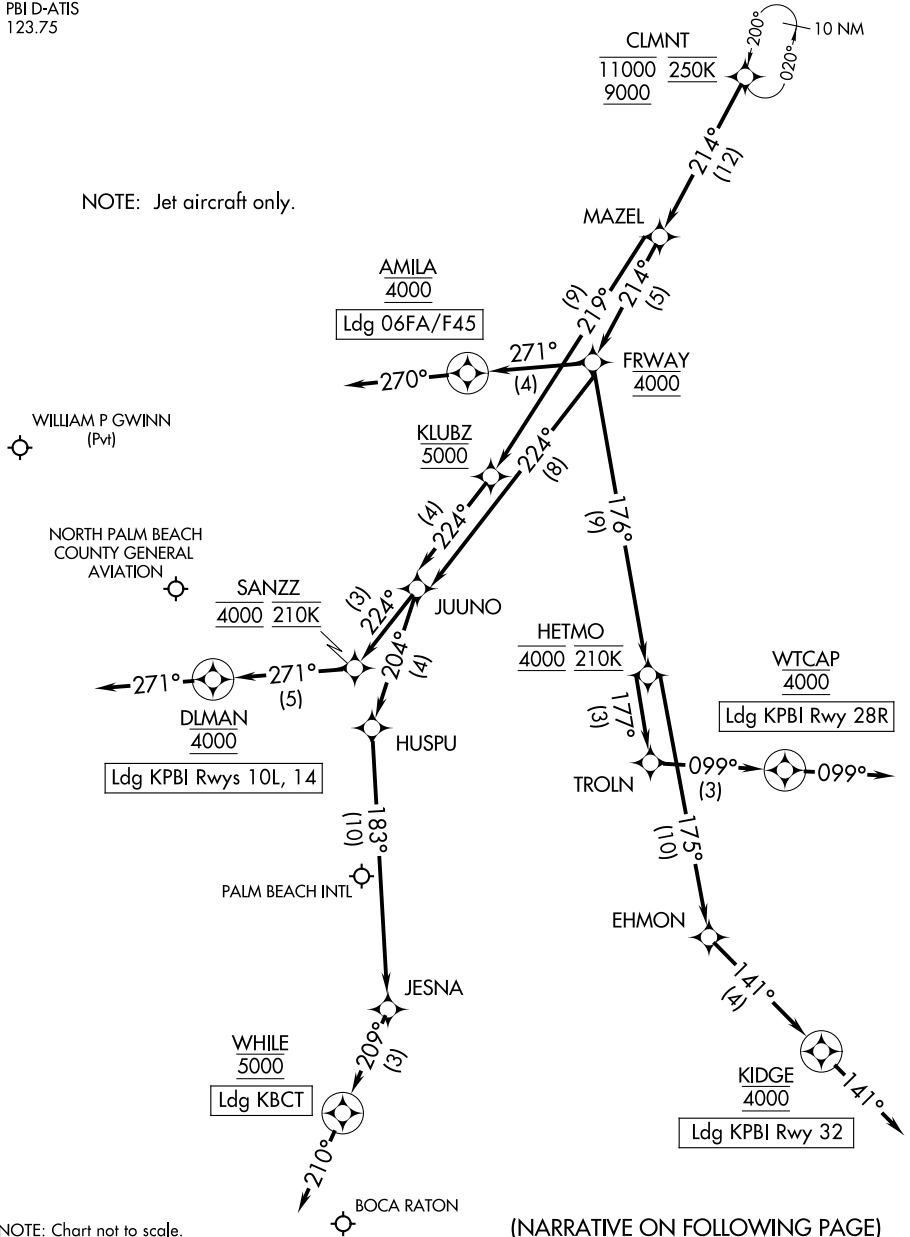 PBI D-ATIS
123.75
CLMNT
11000 250K
9000
200°
020°
10 NM
214°
(12)
NOTE: Jet aircraft only.
MAZEL
AMILA
4000
Ldg 06FA/F45
(9)
219°
214°
(5)
271°
(4)
270°
FRWAY
4000
WILLIAM P GWINN
(Pvt)
KLUBZ
5000
224°
(8)
(4)
224°
176°
(9)
NORTH PALM BEACH
COUNTY GENERAL
AVIATION
SANZZ
4000 210K
(3)
224°
JUUNO
204°
(4)
HETMO
4000 210K
WTCAP
4000
Ldg KPBI Rwy 28R
271°
271°
(5)
DLMAN
4000
Ldg KPBI Rwys 10L, 14
HUSPU
177°
(3)
TROLN
099°
(3)
099°
183°
(10)
175°
(10)
PALM BEACH INTL
EHMON
141°
(4)
JESNA
WHILE
5000
Ldg KBCT
209°
(3)
KIDGE
4000
Ldg KPBI Rwy 32
141°
210°
BOCA RATON
NOTE: Chart not to scale.
(NARRATIVE ON FOLLOWING PAGE)